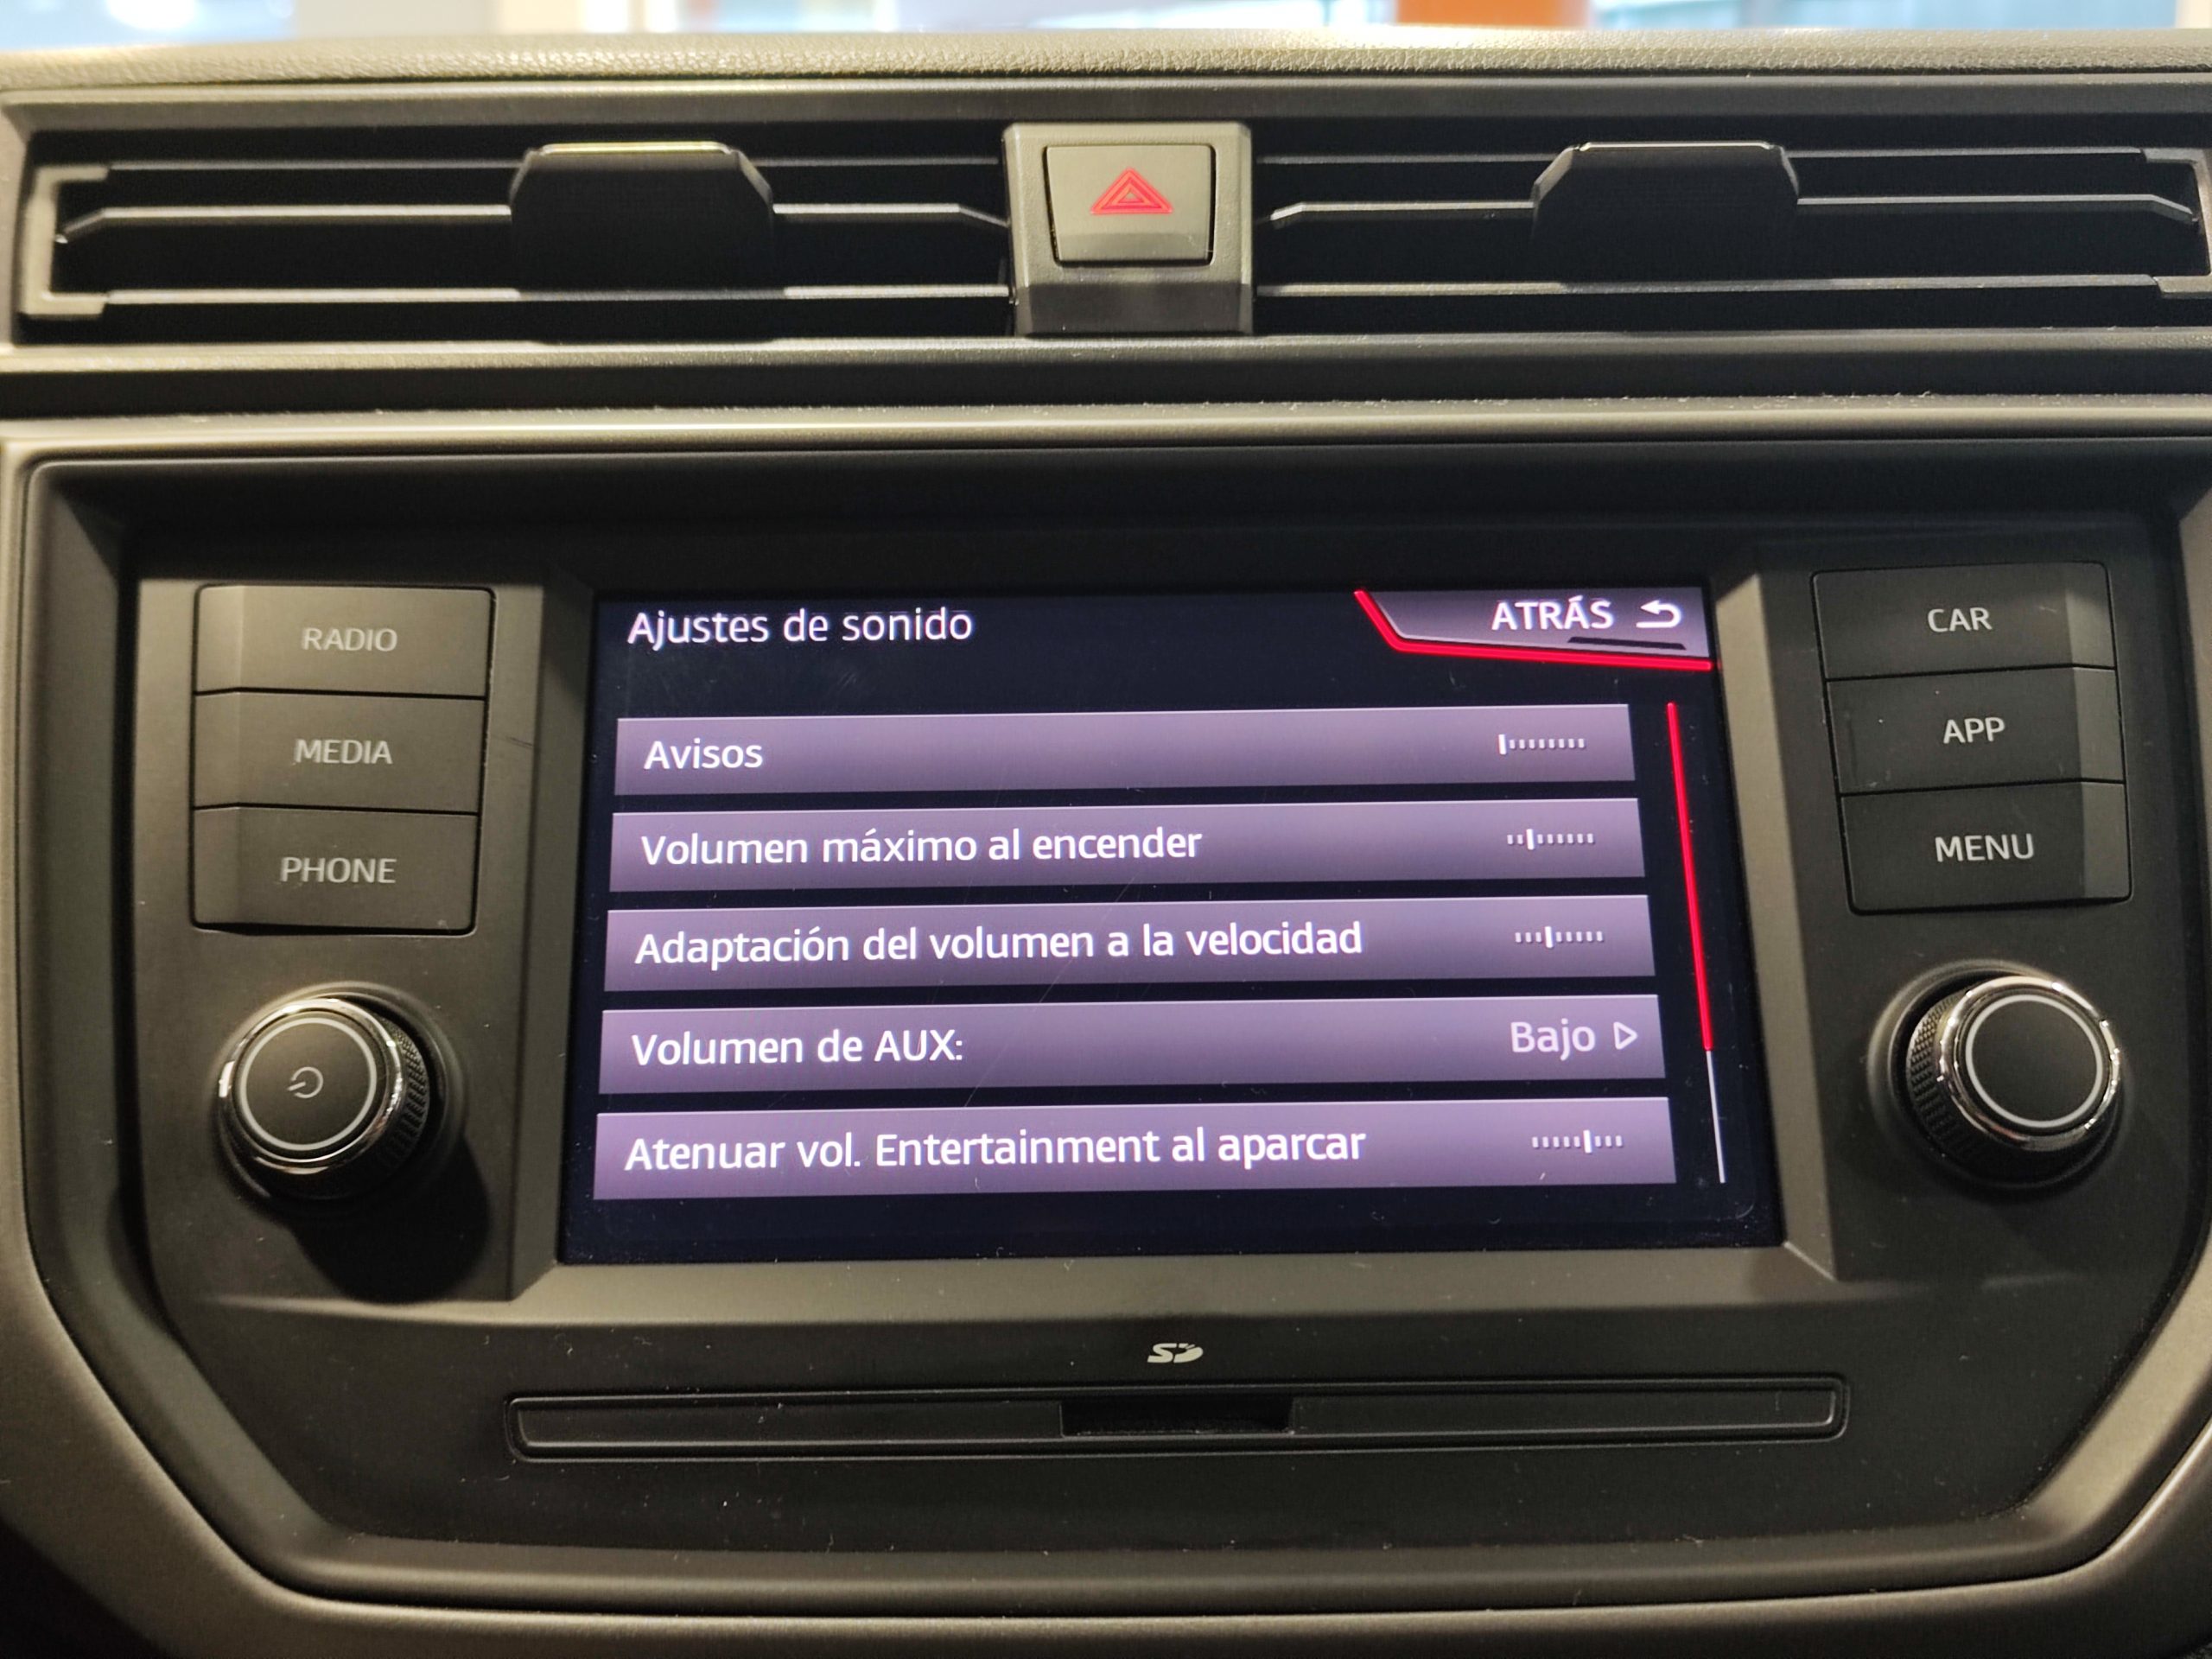 RADIO
MEDIA
PHONE
Ajustes de sonido
ATRÁS
Avisos
Volumen máximo al encender
Adaptación del volumen a la velocidad
Volumen de AUX:
Bajo
Atenuar vol. Entertainment al aparcar
CAR
APP
MENU
SD